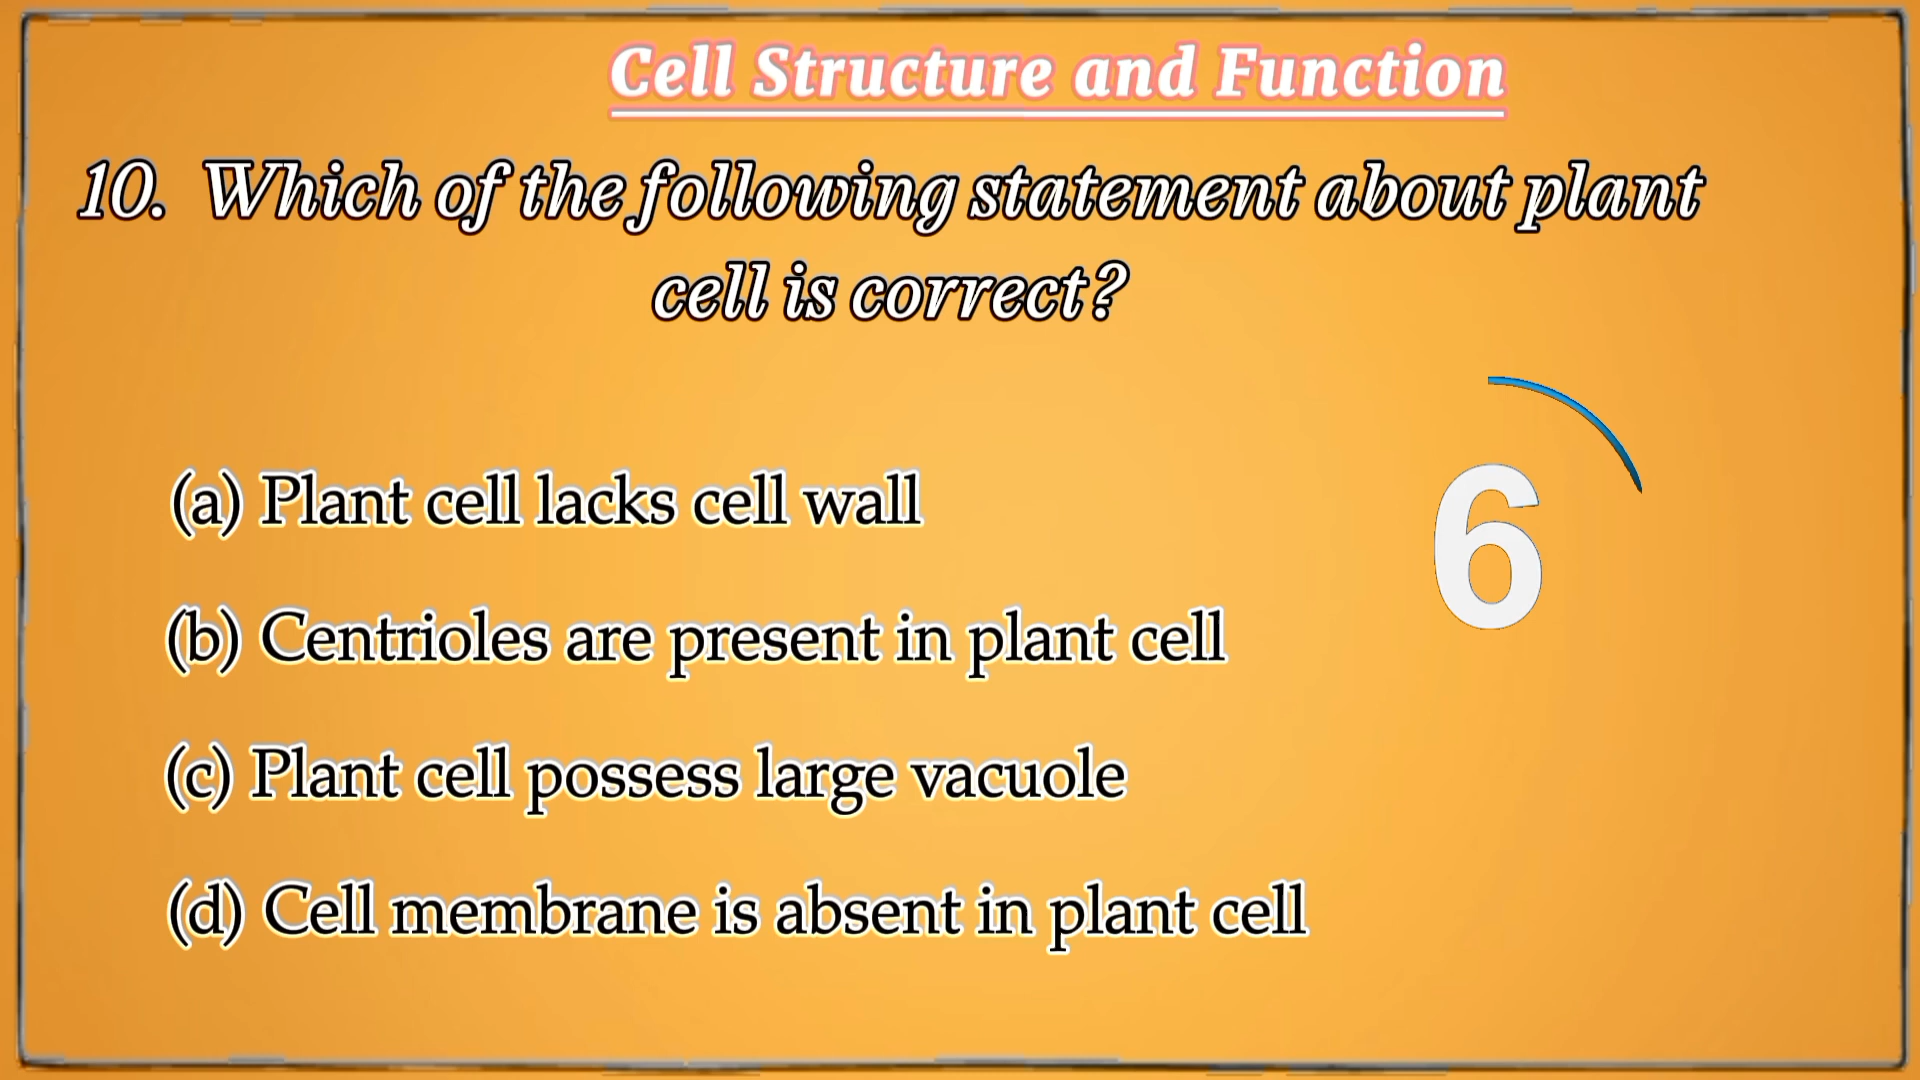 Cell Structure and Function
10. Which of the following statement about plant
cell is correct?
6
(a) Plant cell lacks cell wall
(b) Centrioles are present in plant cell
(c) Plant cell possess large vacuole
(d) Cell membrane is absent in plant cell